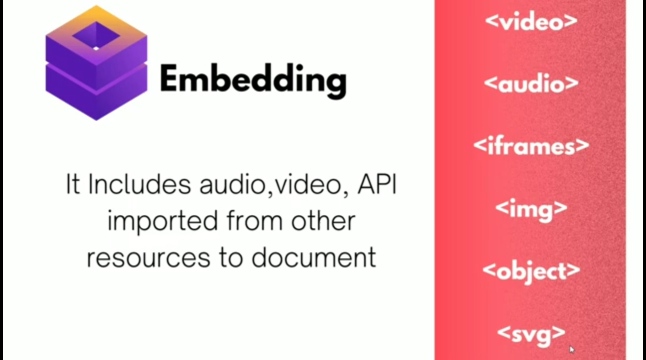 Embedding
It Includes audio,video, API
imported from other
resources to document
<video>
<audio>
<iframes>
<img>
<object>
<svg>